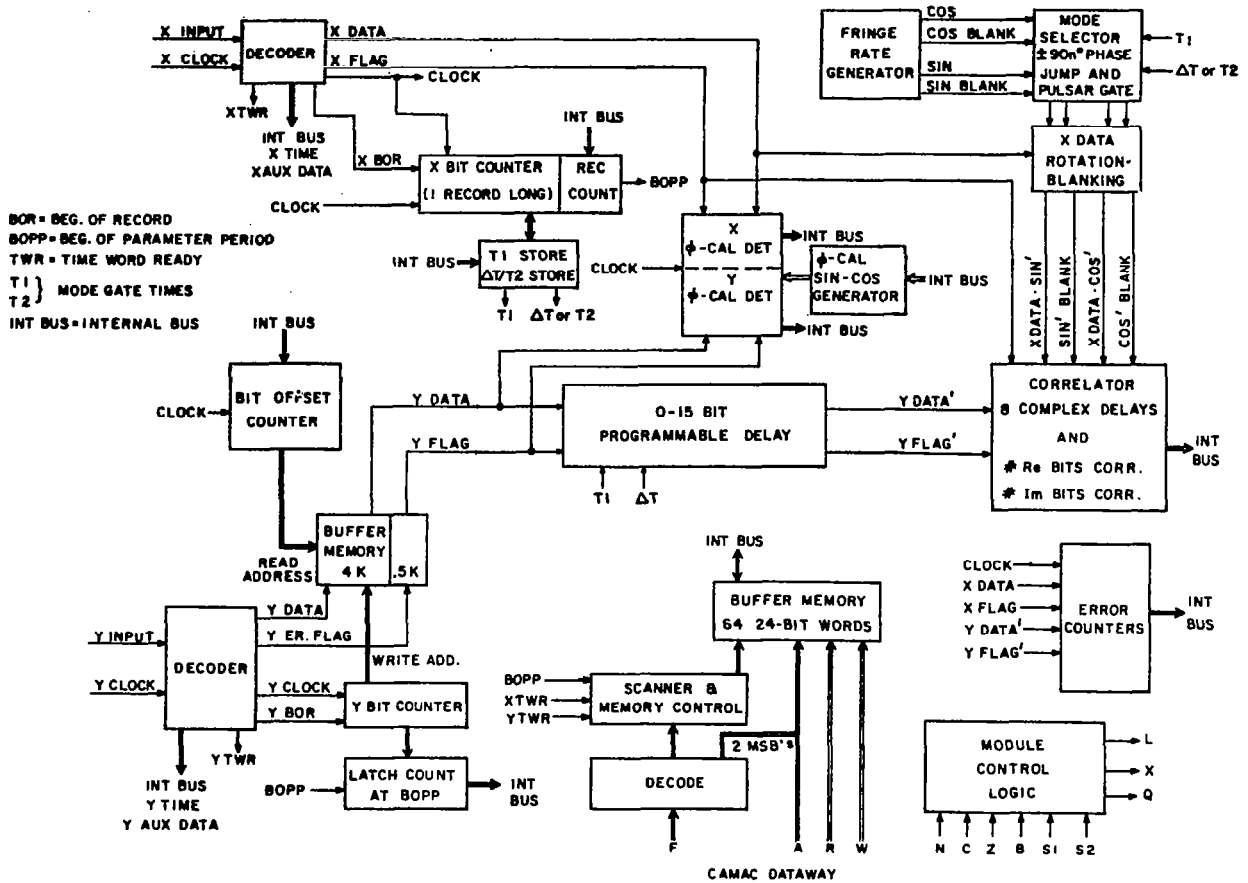 X INPUT
X CLOCK
DECODER
X DATA
X FLAG
CLOCK
XTWR
INT BUS
X TIME
X AUX DATA
X BOR
CLOCK
X BIT COUNTER
(1 RECORD LONG)
REC
COUNT
INT BUS
BOPP
INT BUS
T1 STORE
ΔT/T2 STORE
T1
ΔT or T2
FRINGE
RATE
GENERATOR
COS
COS BLANK
SIN
SIN BLANK
MODE
SELECTOR
±90n° PHASE
JUMP AND
PULSAR GATE
T1
ΔT or T2
X DATA
ROTATION-
BLANKING
X DATA · SIN'
SIN' BLANK
X DATA · COS'
COS' BLANK
BOR = BEG. OF RECORD
BOPP = BEG. OF PARAMETER PERIOD
TWR = TIME WORD READY
T1
T2 } MODE GATE TIMES
INT BUS = INTERNAL BUS
CLOCK
X
ϕ-CAL DET
Y
ϕ-CAL DET
INT BUS
INT BUS
ϕ-CAL
SIN-COS
GENERATOR
INT BUS
INT BUS
CLOCK
BIT OFFSET
COUNTER
Y DATA
Y FLAG
0-15 BIT
PROGRAMMABLE DELAY
T1
ΔT
Y DATA'
Y FLAG'
CORRELATOR
8 COMPLEX DELAYS
AND
# Re BITS CORR.
# Im BITS CORR.
INT
BUS
READ
ADDRESS
BUFFER
MEMORY
4K
.5K
Y INPUT
Y CLOCK
DECODER
Y DATA
Y ER. FLAG
WRITE ADD.
Y CLOCK
Y BOR
Y BIT COUNTER
YTWR
INT BUS
Y TIME
Y AUX DATA
BOPP
LATCH COUNT
AT BOPP
INT
BUS
INT BUS
BUFFER MEMORY
64 24-BIT WORDS
BOPP
XTWR
YTWR
SCANNER &
MEMORY CONTROL
2 MSB's
DECODE
F
A
R
W
CAMAC DATAWAY
CLOCK
X DATA
X FLAG
Y DATA'
Y FLAG'
ERROR
COUNTERS
INT
BUS
MODULE
CONTROL
LOGIC
L
X
Q
N
C
Z
B
S1
S2